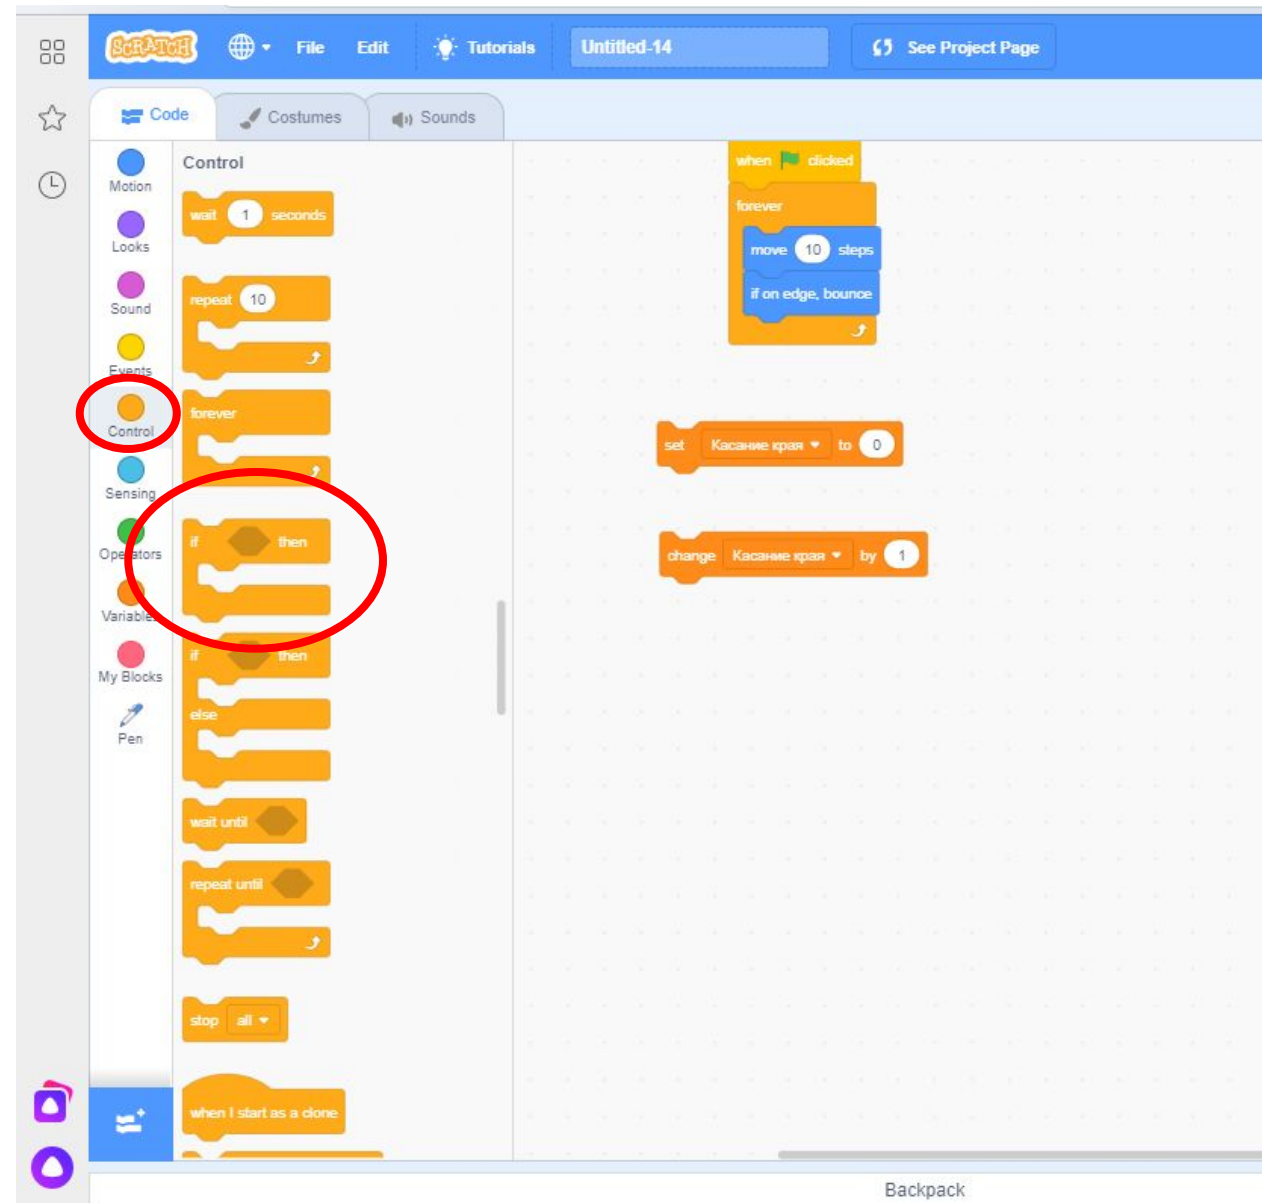 SCRATCH File Edit Tutorials Untitled-14 See Project Page
Code Costumes Sounds
Motion
Looks
Sound
Events
Control
Sensing
Operators
Variables
My Blocks
Pen
Control
wait 1 seconds
repeat 10
forever
if then
if then
else
wait until
repeat until
stop all
when I start as a clone
when clicked
forever
move 10 steps
if on edge, bounce
set Касание края to 0
change Касание края by 1
Backpack